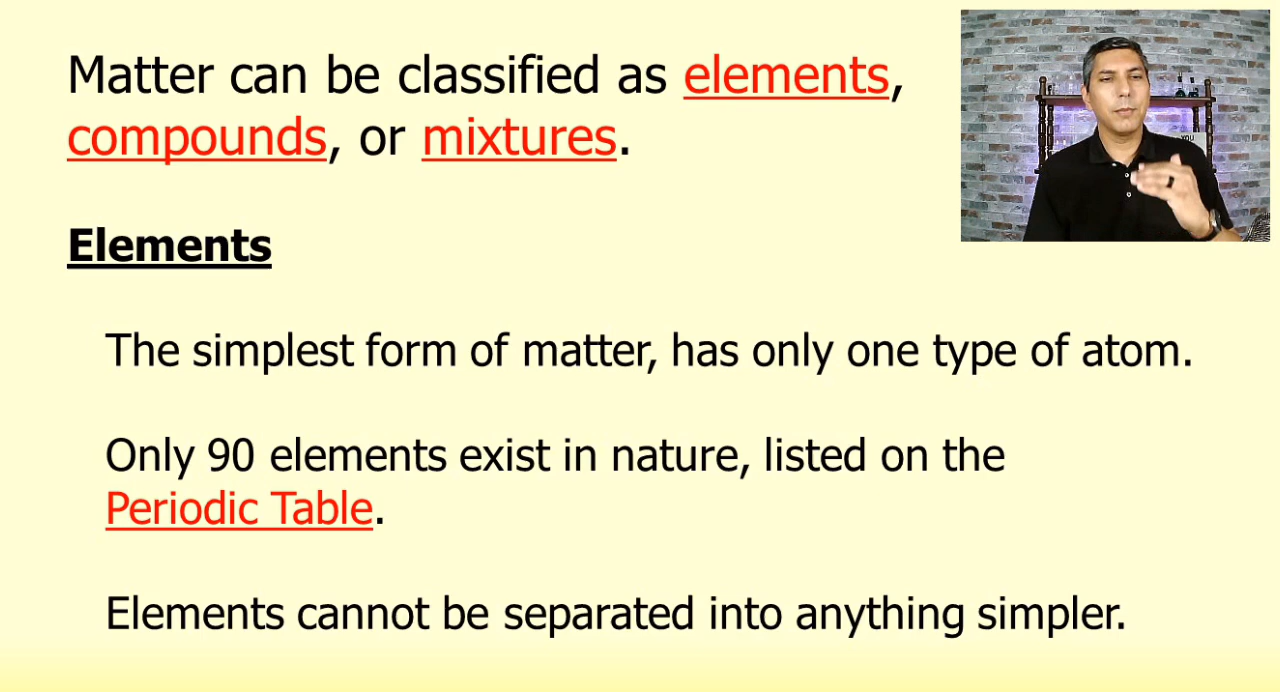 Matter can be classified as elements,
compounds, or mixtures.
Elements
The simplest form of matter, has only one type of atom.
Only 90 elements exist in nature, listed on the
Periodic Table.
Elements cannot be separated into anything simpler.
YOU